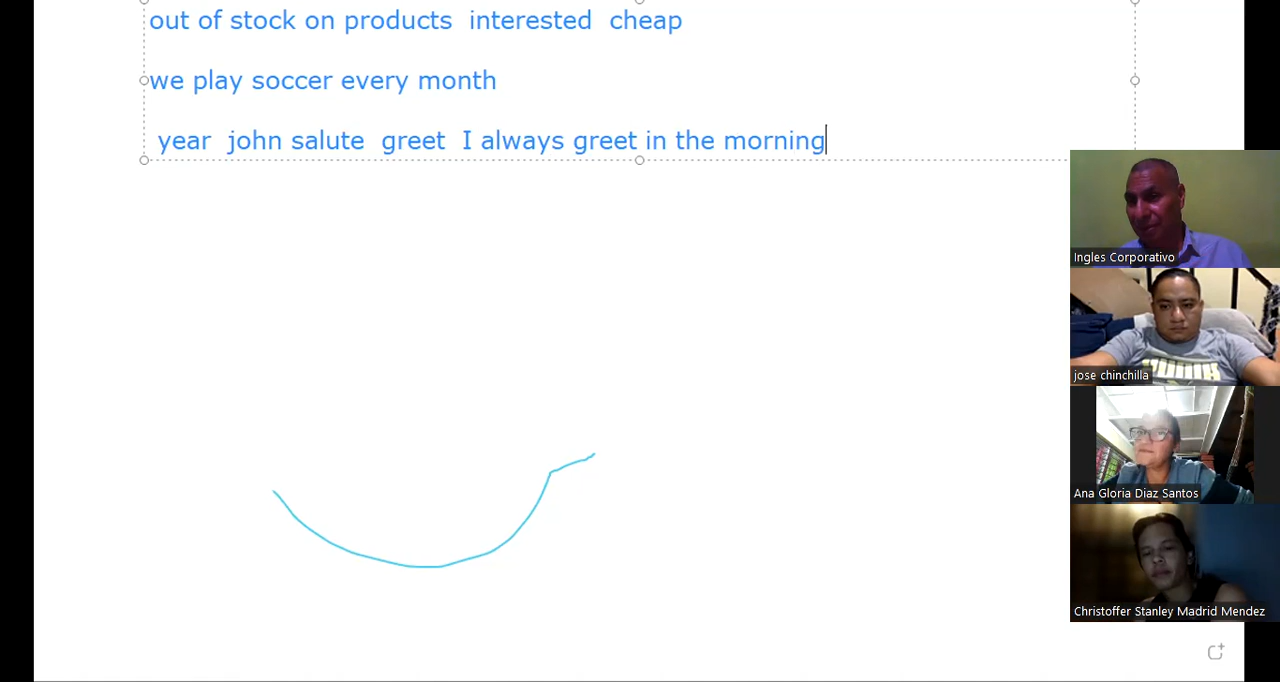 out of stock on products  interested  cheap
we play soccer every month
year  john salute  greet  I always greet in the morning
Ingles Corporativo
jose chinchilla
Ana Gloria Diaz Santos
Christoffer Stanley Madrid Mendez